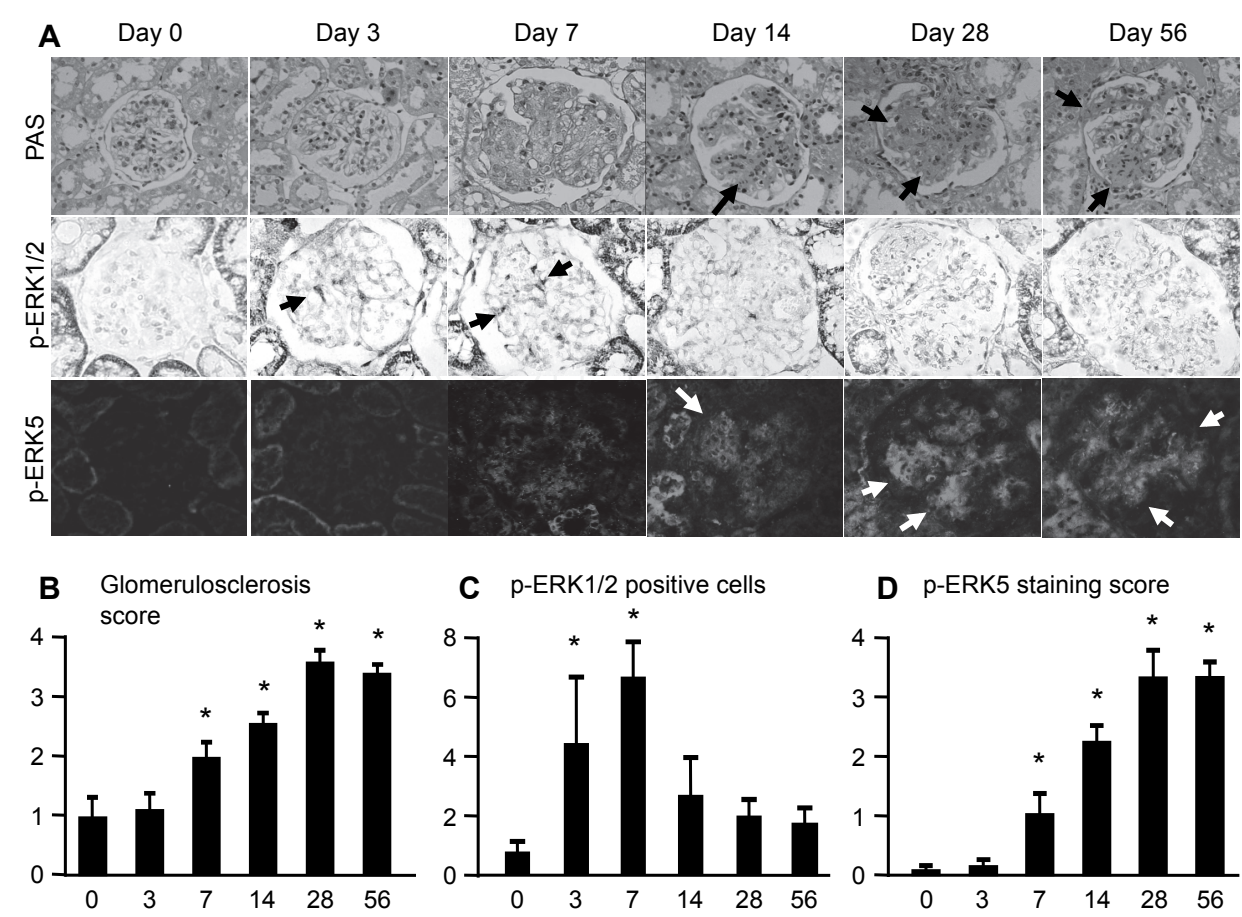 A Day 0 Day 3 Day 7 Day 14 Day 28 Day 56
PAS
p-ERK1/2
p-ERK5
B Glomerulosclerosis
score
4
3
2
1
0
* * * *
0 3 7 14 28 56
C p-ERK1/2 positive cells
8
6
4
2
0
* *
0 3 7 14 28 56
D p-ERK5 staining score
4
3
2
1
0
* * * *
0 3 7 14 28 56